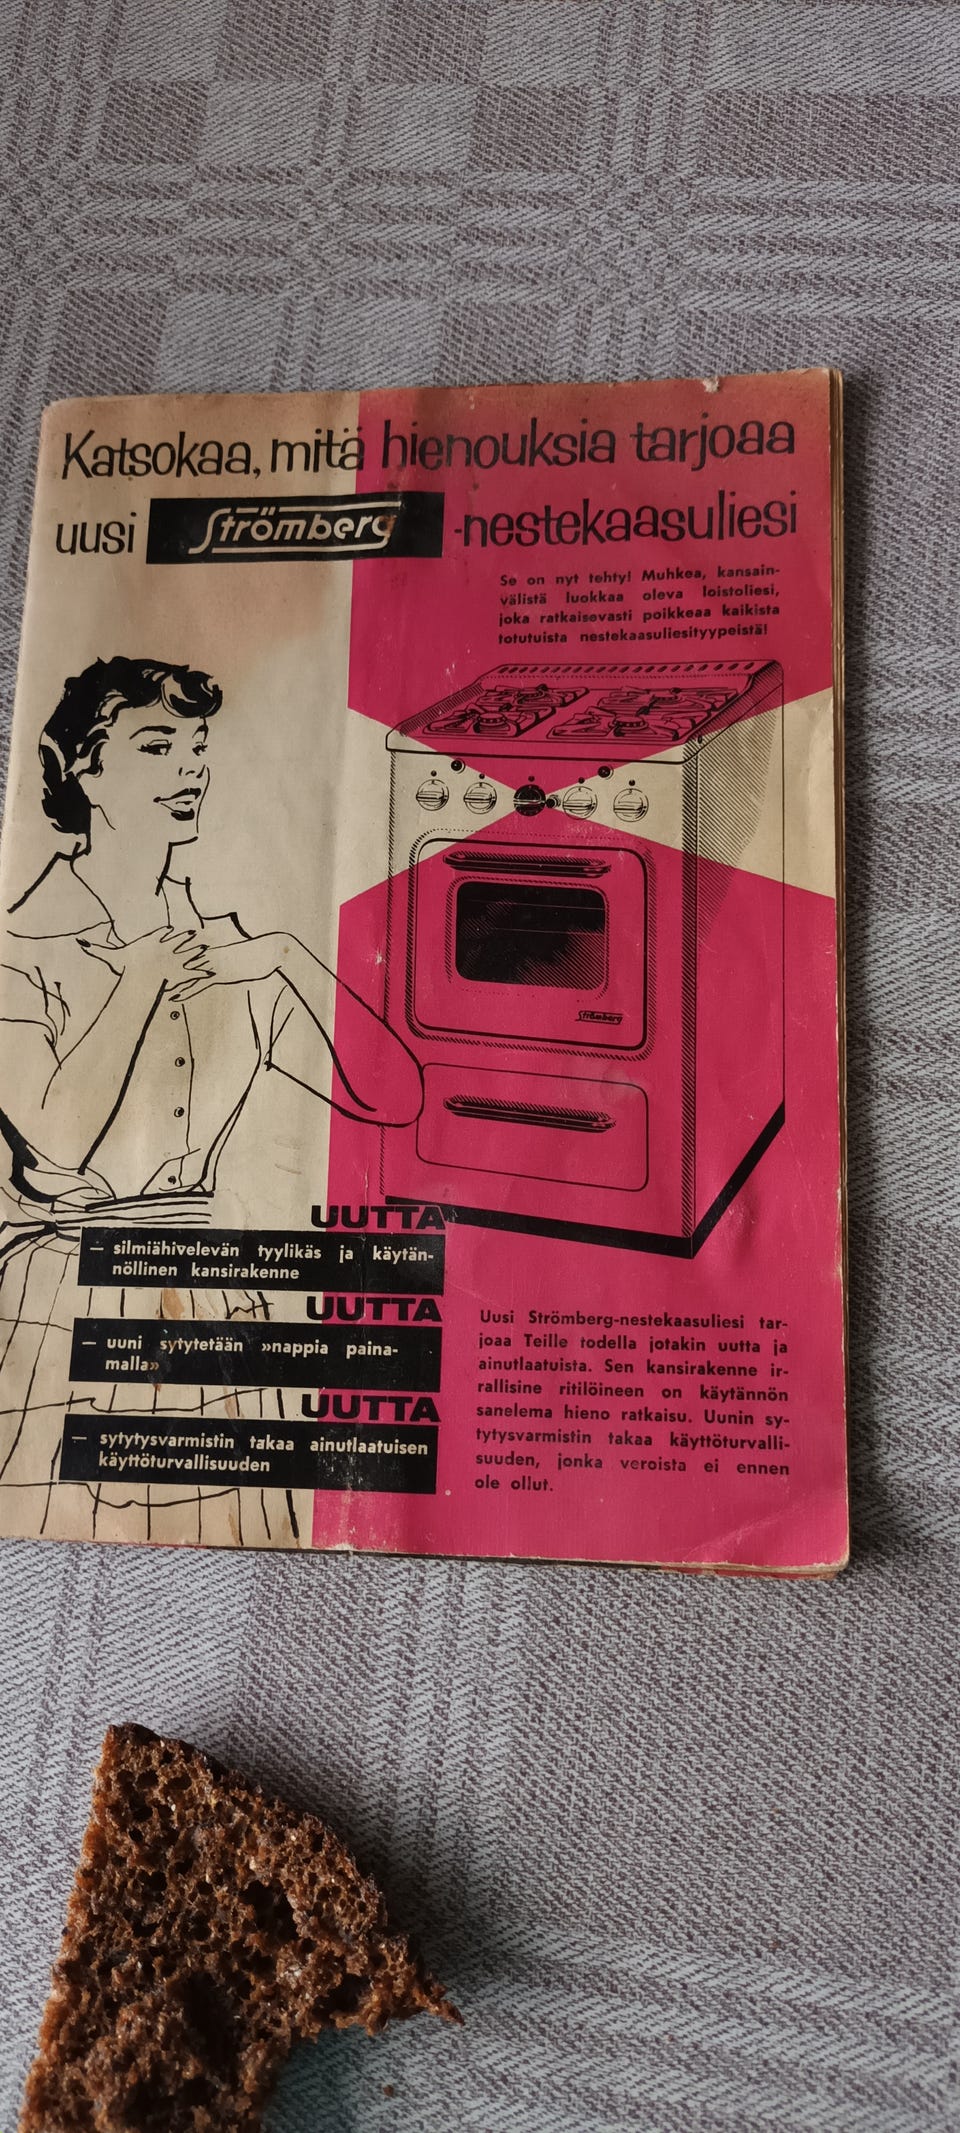 Katsokaa, mitä hienouksia tarjoaa
uusi Strömberg -nestekaasuliesi
Se on nyt tehty! Muhkea, kansain-
välistä luokkaa oleva loistoliesi,
joka ratkaisevasti poikkeaa kaikista
totutuista nestekaasuliesityypeistä!
Strömberg
UUTTA
— silmiähivelevän tyylikäs ja käytän-
nöllinen kansirakenne
UUTTA
— uuni sytytetään »nappia paina-
malla»
UUTTA
— sytytysvarmistin takaa ainutlaatuisen
käyttöturvallisuuden
Uusi Strömberg-nestekaasuliesi tar-
joaa Teille todella jotakin uutta ja
ainutlaatuista. Sen kansirakenne ir-
rallisine ritilöineen on käytännön
sanelema hieno ratkaisu. Uunin sy-
tytysvarmistin takaa käyttöturvalli-
suuden, jonka veroista ei ennen
ole ollut.